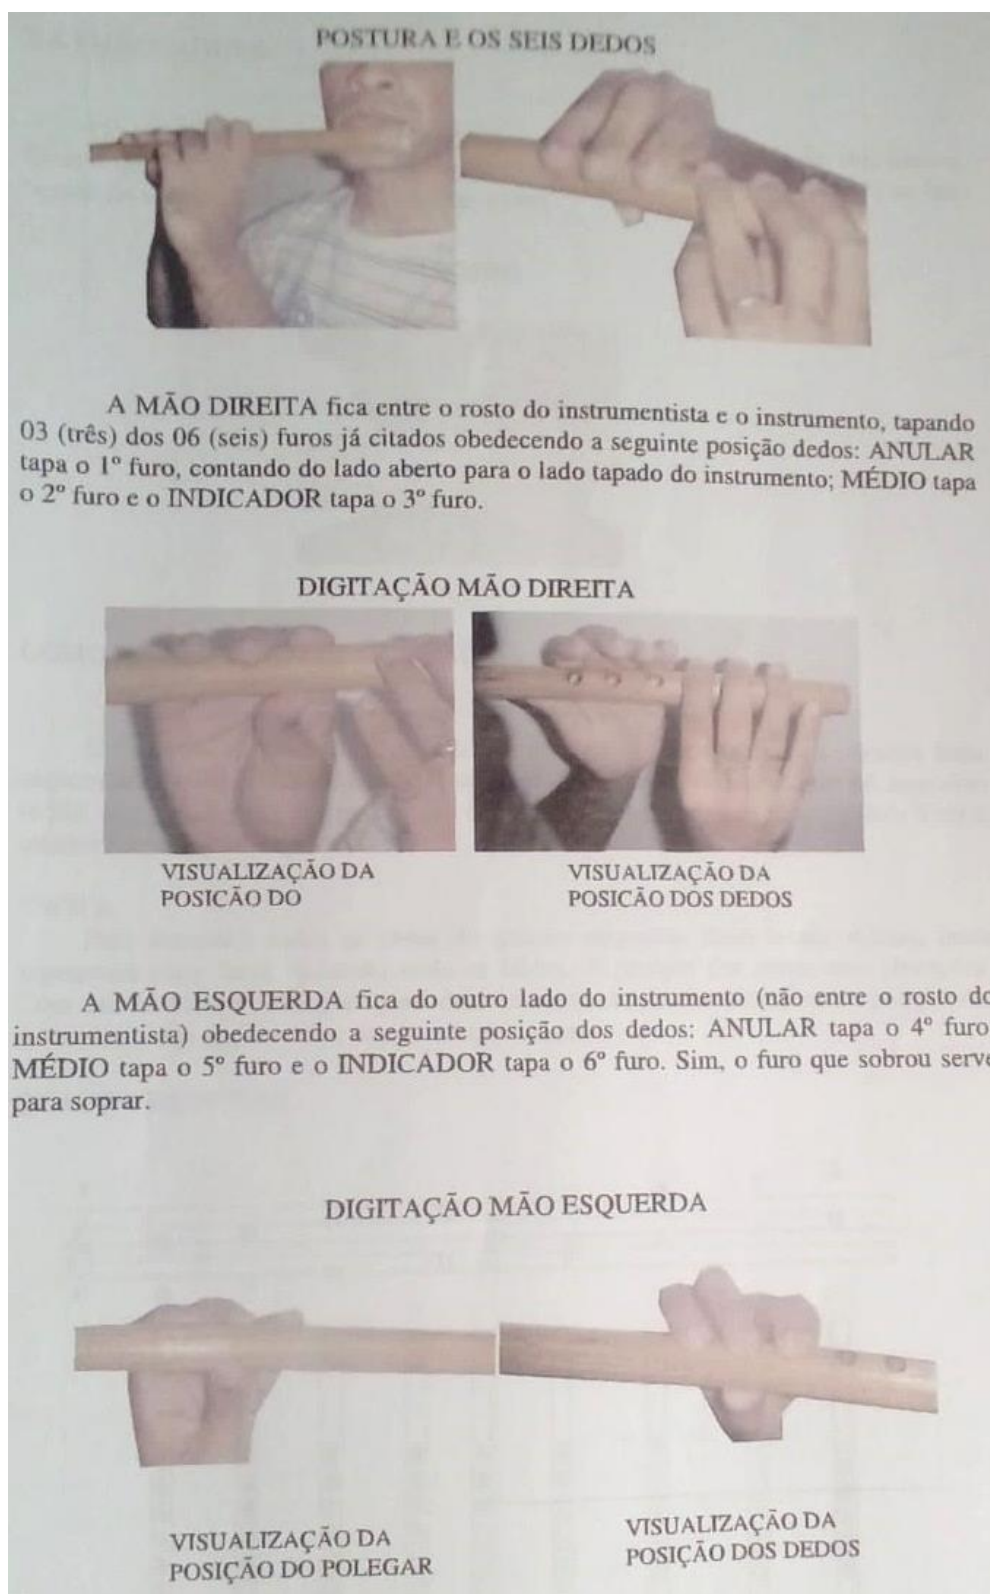 POSTURA E OS SEIS DEDOS
A MÃO DIREITA fica entre o rosto do instrumentista e o instrumento, tapando
03 (três) dos 06 (seis) furos já citados obedecendo a seguinte posição dedos: ANULAR
tapa o 1º furo, contando do lado aberto para o lado tapado do instrumento; MÉDIO tapa
o 2º furo e o INDICADOR tapa o 3º furo.
DIGITAÇÃO MÃO DIREITA
VISUALIZAÇÃO DA
POSICÃO DO
VISUALIZAÇÃO DA
POSICÃO DOS DEDOS
A MÃO ESQUERDA fica do outro lado do instrumento (não entre o rosto do
instrumentista) obedecendo a seguinte posição dos dedos: ANULAR tapa o 4º furo
MÉDIO tapa o 5º furo e o INDICADOR tapa o 6º furo. Sim, o furo que sobrou serve
para soprar.
DIGITAÇÃO MÃO ESQUERDA
VISUALIZAÇÃO DA
POSIÇÃO DO POLEGAR
VISUALIZAÇÃO DA
POSIÇÃO DOS DEDOS